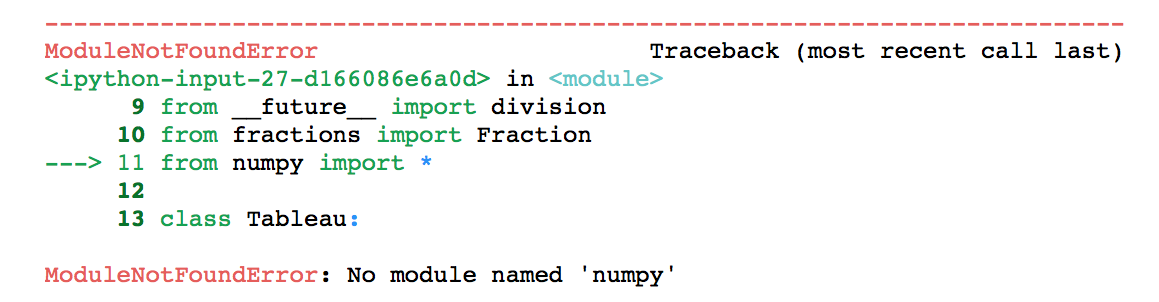 ---------------------------------------------------------------------------
ModuleNotFoundError                       Traceback (most recent call last)
<ipython-input-27-d166086e6a0d> in <module>
      9 from __future__ import division
     10 from fractions import Fraction
---> 11 from numpy import *
     12
     13 class Tableau:
ModuleNotFoundError: No module named 'numpy'